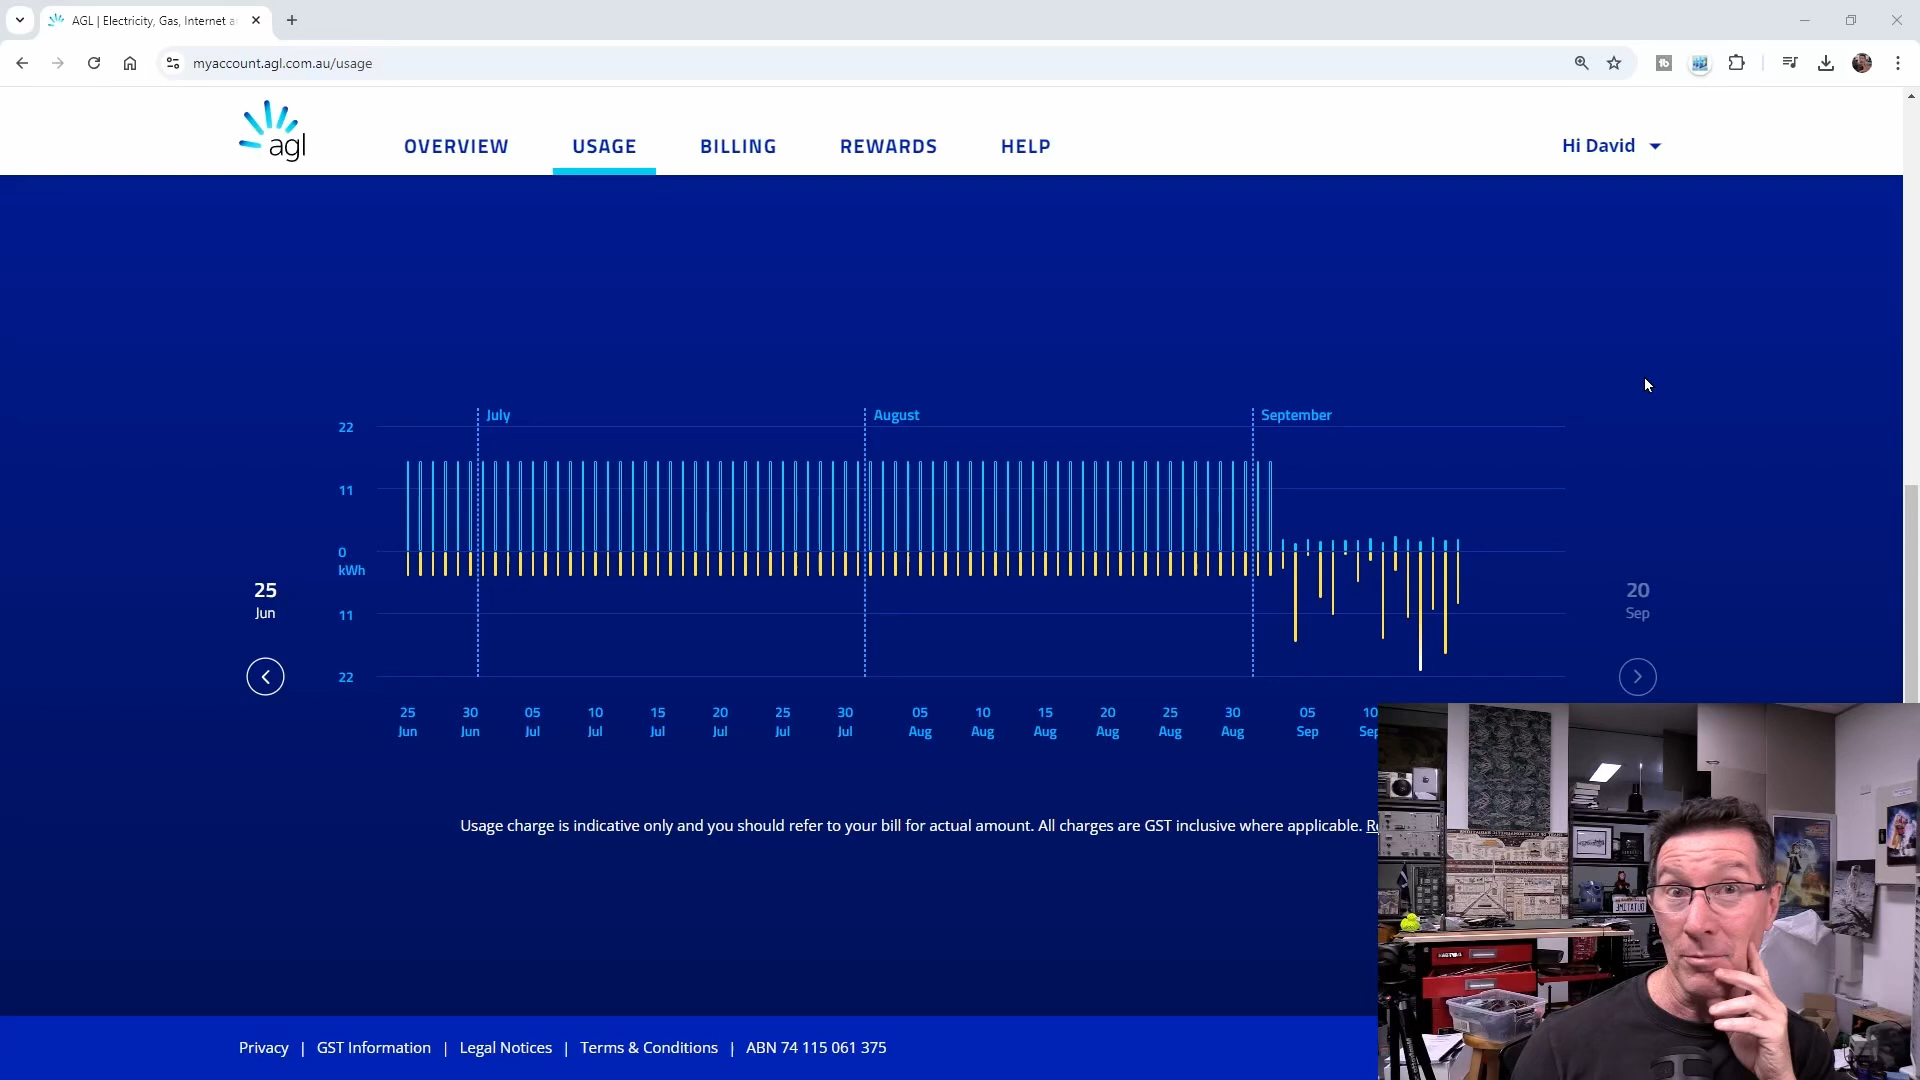 AGL | Electricity, Gas, Internet a
myaccount.agl.com.au/usage
agl
OVERVIEW
USAGE
BILLING
REWARDS
HELP
Hi David
July
August
September
22
11
0
kWh
11
22
25
Jun
20
Sep
25 Jun
30 Jun
05 Jul
10 Jul
15 Jul
20 Jul
25 Jul
30 Jul
05 Aug
10 Aug
15 Aug
20 Aug
25 Aug
30 Aug
05 Sep
10 Sep
Usage charge is indicative only and you should refer to your bill for actual amount. All charges are GST inclusive where applicable.
Privacy | GST Information | Legal Notices | Terms & Conditions | ABN 74 115 061 375